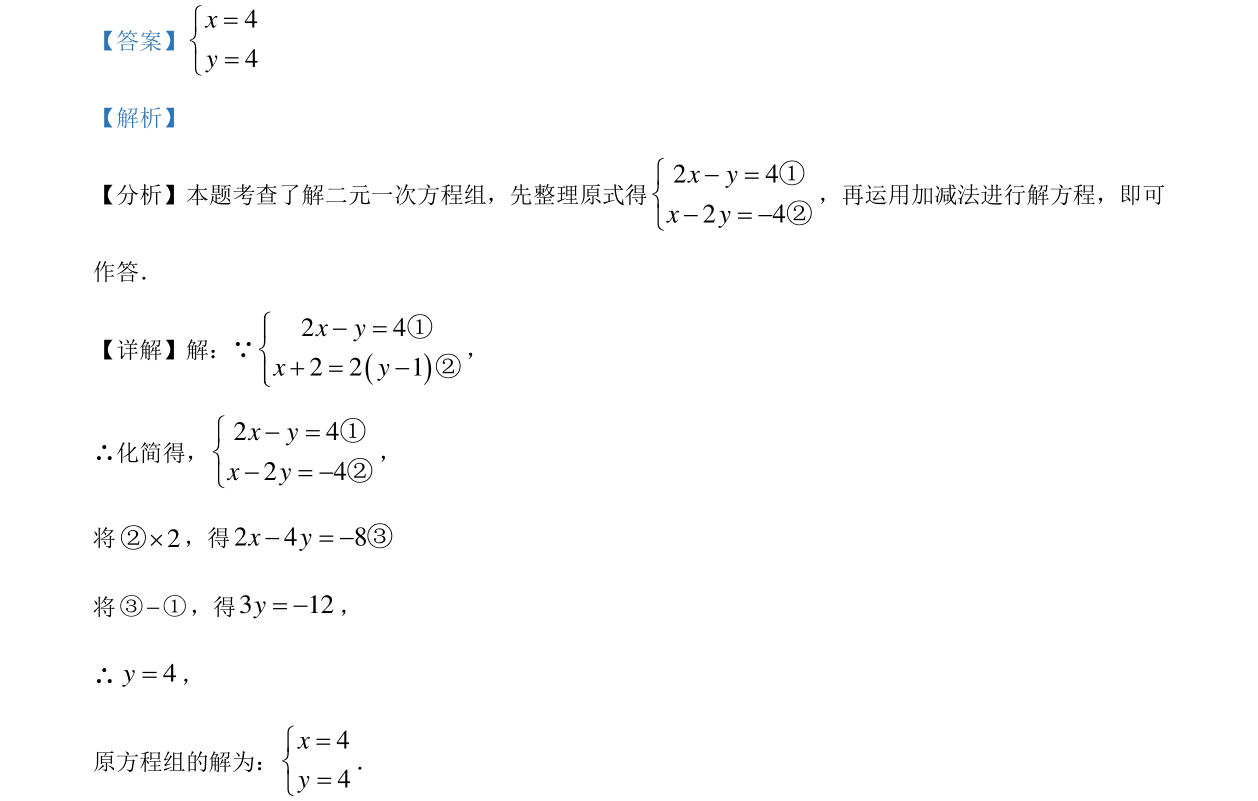 【答案】{x=4
y=4
【解析】
【分析】本题考查了解二元一次方程组，先整理原式得{2x-y=4①
x-2y=-4②，再运用加减法进行解方程，即可
作答.
【详解】解：∵{2x-y=4①
x+2=2(y-1)②，
∴化简得，{2x-y=4①
x-2y=-4②，
将②×2，得2x-4y=-8③
将③-①，得3y=-12，
∴y=4，
原方程组的解为：{x=4
y=4.